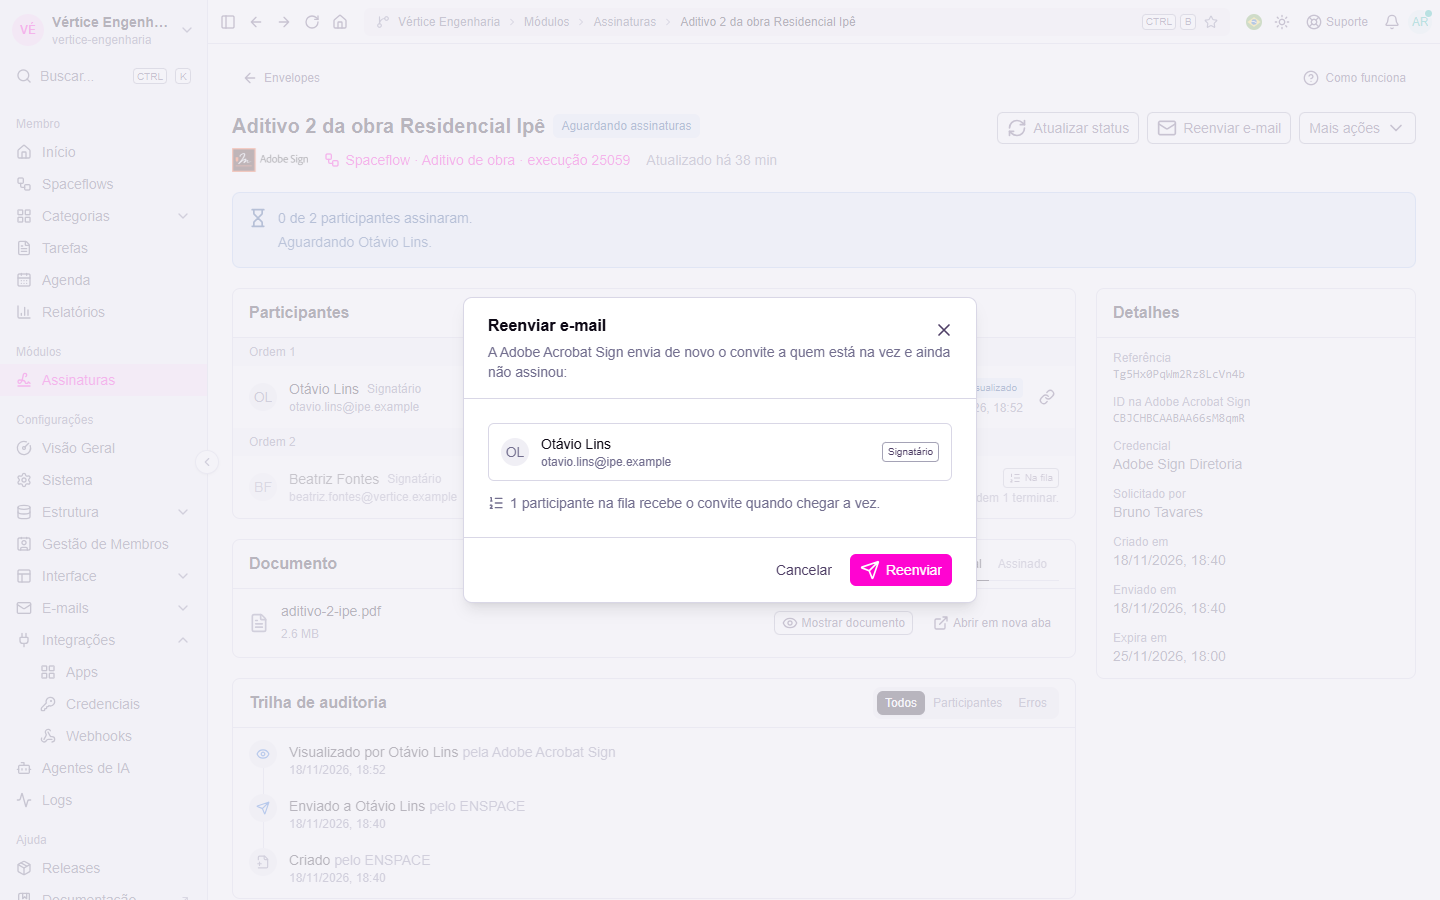 VÉ
Vértice Engenh...
vertice-engenharia
Buscar...
CTRL K
Membro
Início
Spaceflows
Categorias
Tarefas
Agenda
Relatórios
Módulos
Assinaturas
Configurações
Visão Geral
Sistema
Estrutura
Gestão de Membros
Interface
E-mails
Integrações
Apps
Credenciais
Webhooks
Agentes de IA
Logs
Ajuda
Releases
Documentação
Vértice Engenharia
Módulos
Assinaturas
Aditivo 2 da obra Residencial Ipê
CTRL B
Suporte
AR
Envelopes
Como funciona
Aditivo 2 da obra Residencial Ipê
Aguardando assinaturas
Atualizar status
Reenviar e-mail
Mais ações
Adobe Sign
Spaceflow · Aditivo de obra · execução 25059
Atualizado há 38 min
0 de 2 participantes assinaram.
Aguardando Otávio Lins.
Participantes
Ordem 1
OL
Otávio Lins Signatário
otavio.lins@ipe.example
sualizado
26, 18:52
Ordem 2
BF
Beatriz Fontes Signatário
beatriz.fontes@vertice.example
Na fila
dem 1 terminar.
Reenviar e-mail
A Adobe Acrobat Sign envia de novo o convite a quem está na vez e ainda
não assinou:
OL
Otávio Lins
otavio.lins@ipe.example
Signatário
1 participante na fila recebe o convite quando chegar a vez.
Cancelar
Reenviar
Documento
Assinado
aditivo-2-ipe.pdf
2.6 MB
Mostrar documento
Abrir em nova aba
Trilha de auditoria
Todos
Participantes
Erros
Visualizado por Otávio Lins pela Adobe Acrobat Sign
18/11/2026, 18:52
Enviado a Otávio Lins pelo ENSPACE
18/11/2026, 18:40
Criado pelo ENSPACE
18/11/2026, 18:40
Detalhes
Referência
Tg5Hx0PqWm2Rz8LcVn4b
ID na Adobe Acrobat Sign
CBJCHBCAABAA66sM8qmR
Credencial
Adobe Sign Diretoria
Solicitado por
Bruno Tavares
Criado em
18/11/2026, 18:40
Enviado em
18/11/2026, 18:40
Expira em
25/11/2026, 18:00